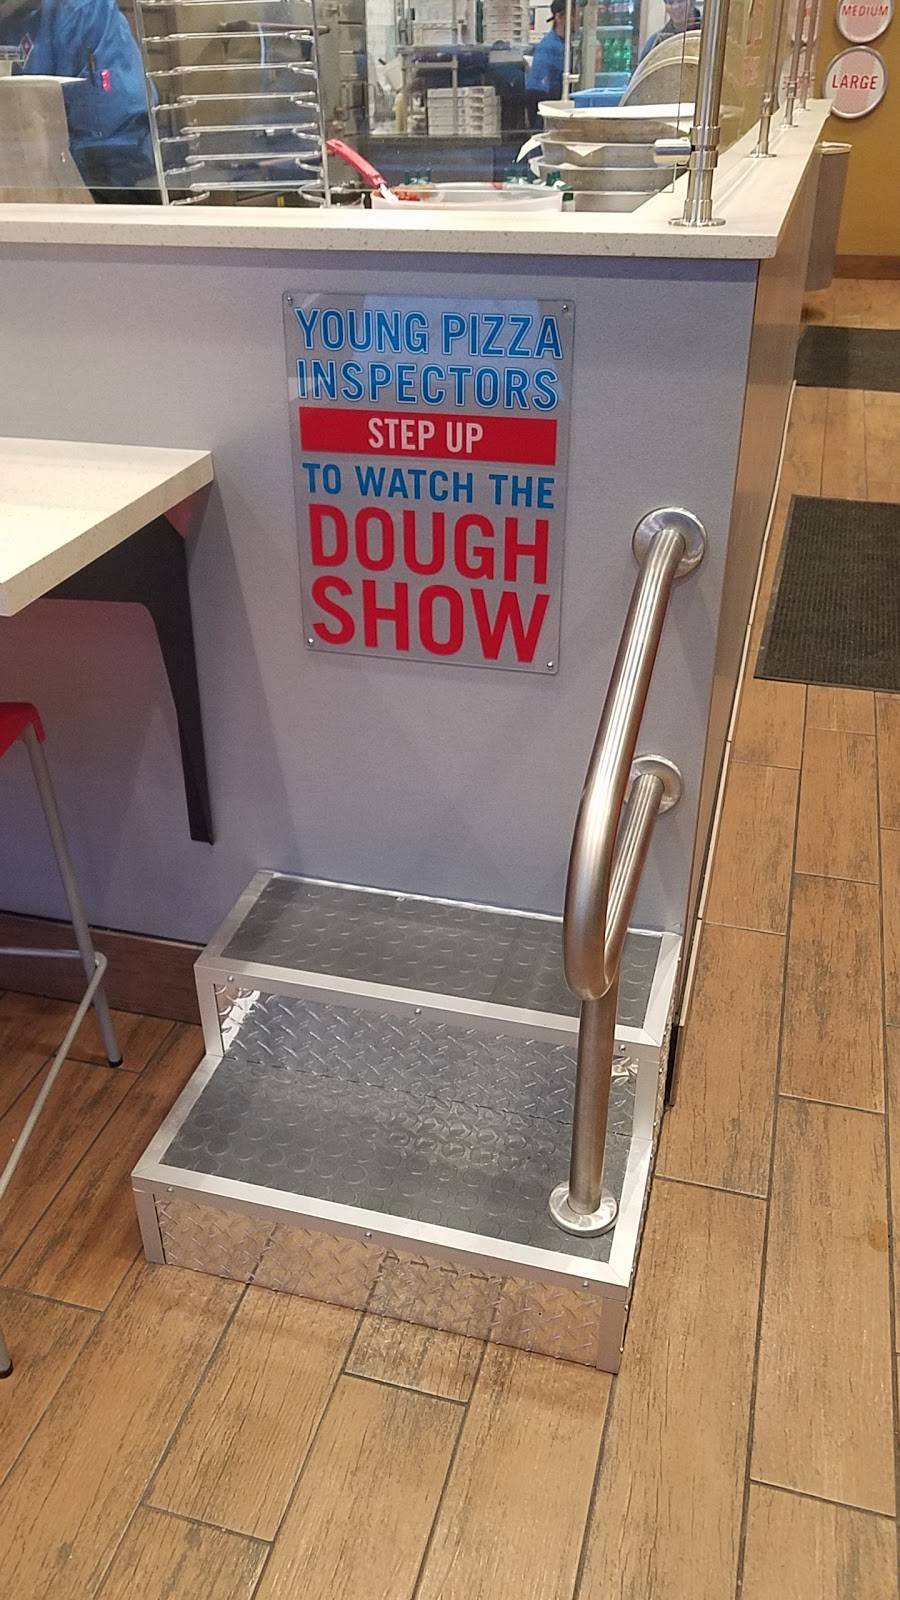 MEDIUM
LARGE
YOUNG PIZZA
INSPECTORS
STEP UP
TO WATCH THE
DOUGH
SHOW